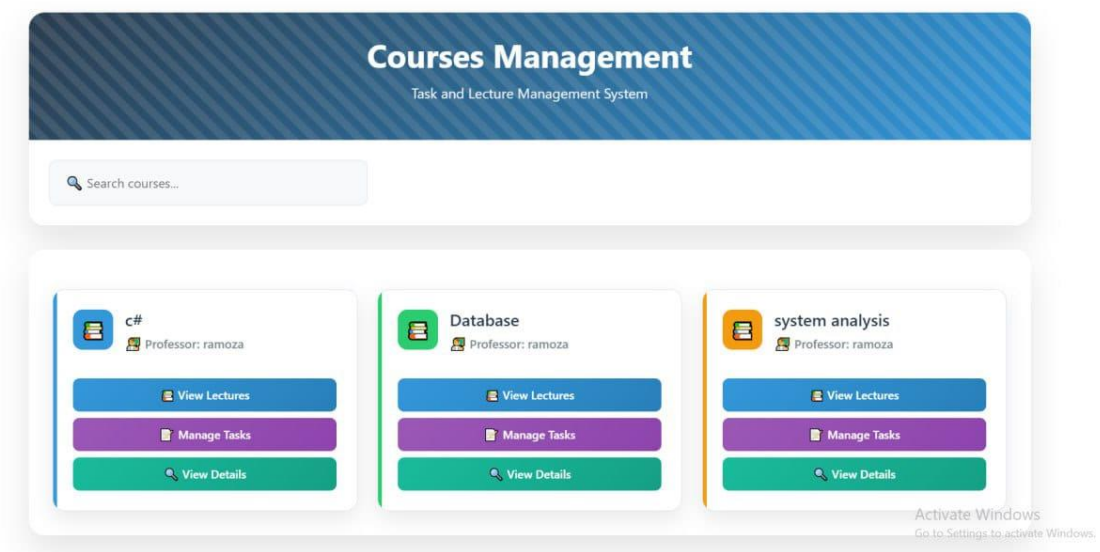 Courses Management
Task and Lecture Management System
Search courses...
c#
Professor: ramoza
View Lectures
Manage Tasks
View Details
Database
Professor: ramoza
View Lectures
Manage Tasks
View Details
system analysis
Professor: ramoza
View Lectures
Manage Tasks
View Details
Activate Windows
Go to Settings to activate Windows.